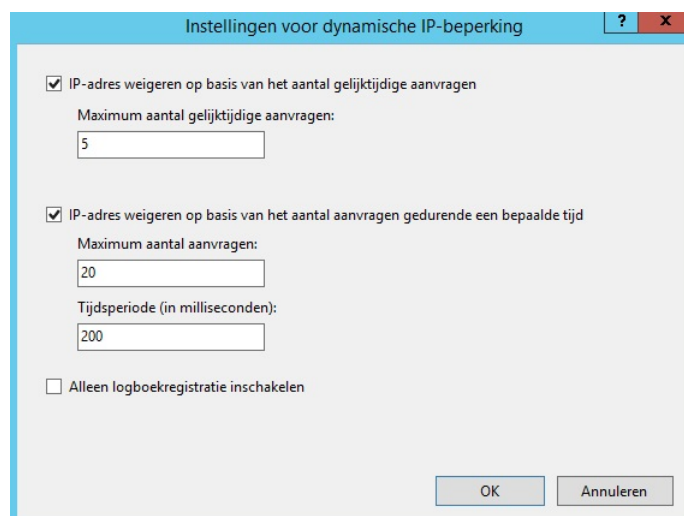 Instellingen voor dynamische IP-beperking
? x
IP-adres weigeren op basis van het aantal gelijktijdige aanvragen
Maximum aantal gelijktijdige aanvragen:
5
IP-adres weigeren op basis van het aantal aanvragen gedurende een bepaalde tijd
Maximum aantal aanvragen:
20
Tijdsperiode (in milliseconden):
200
Alleen logboekregistratie inschakelen
OK Annuleren